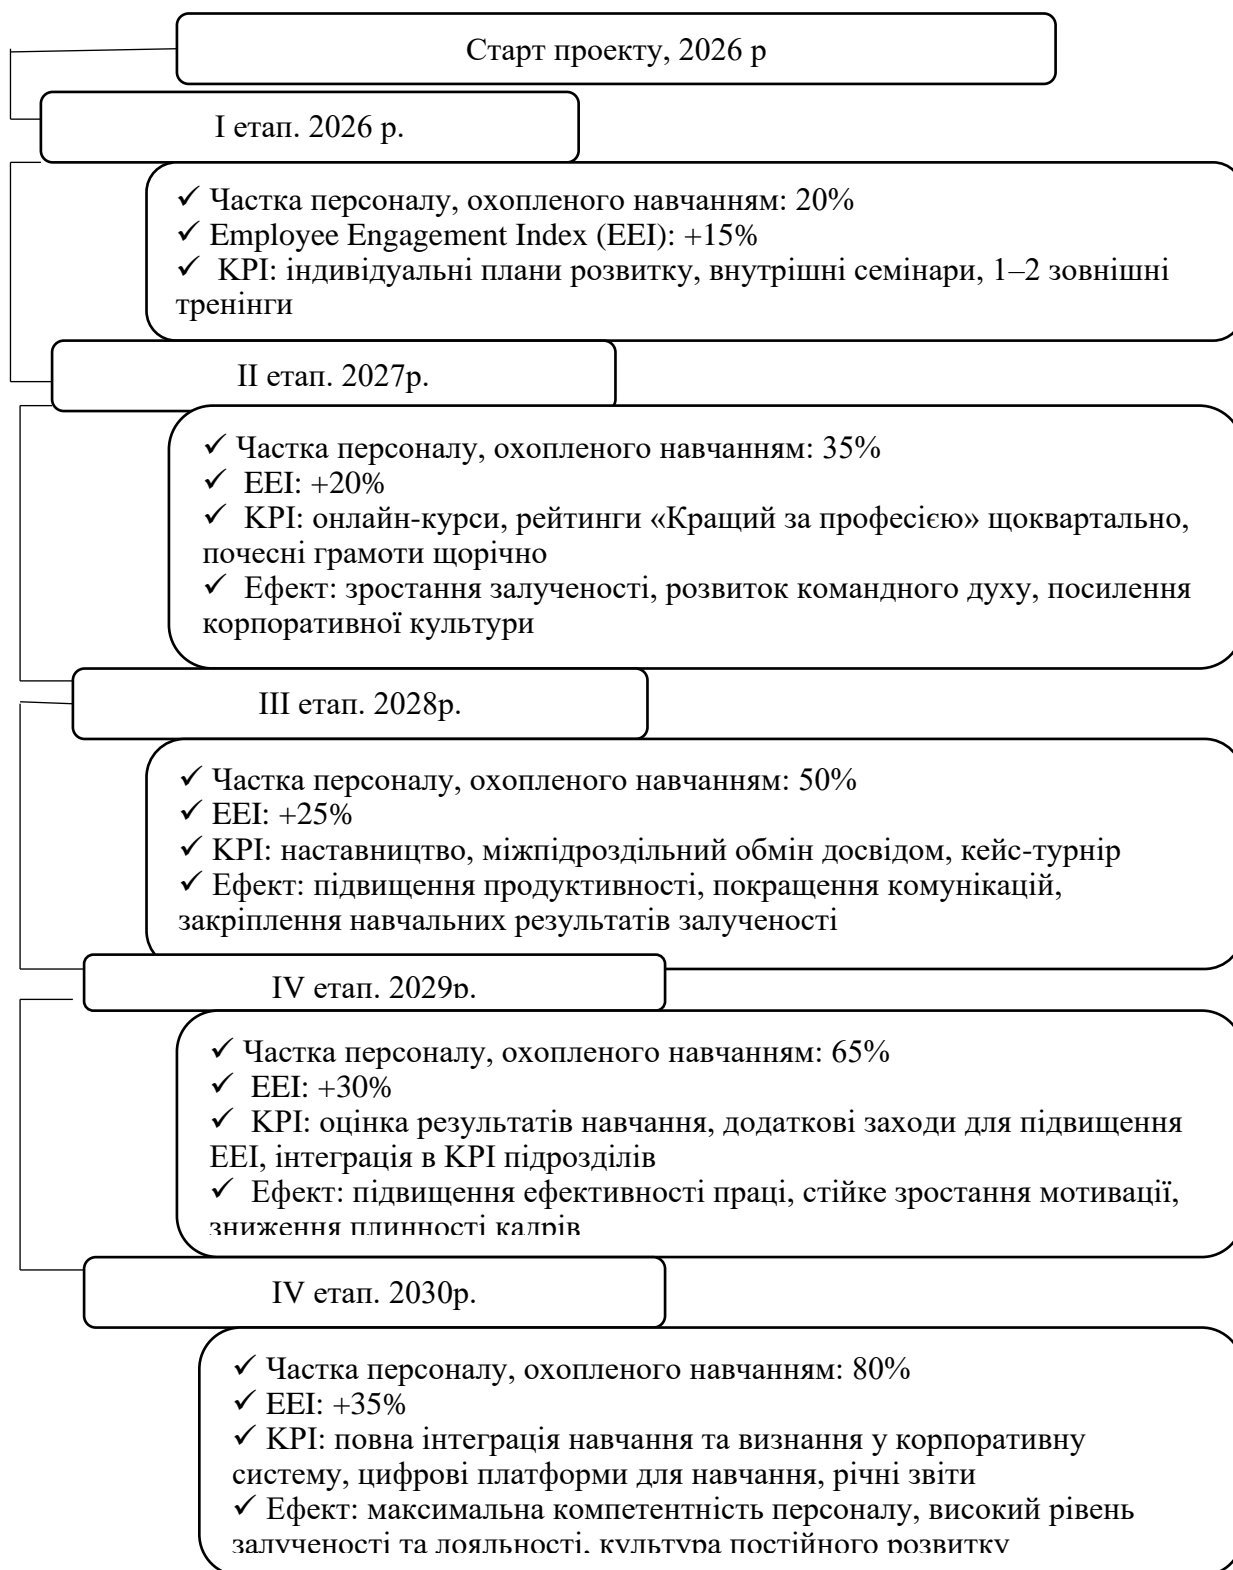 Старт проекту, 2026 р
І етап. 2026 р.
✓ Частка персоналу, охопленого навчанням: 20%
✓ Employee Engagement Index (EEI): +15%
✓ KPI: індивідуальні плани розвитку, внутрішні семінари, 1–2 зовнішні
тренінги
ІІ етап. 2027р.
✓ Частка персоналу, охопленого навчанням: 35%
✓ EEI: +20%
✓ KPI: онлайн-курси, рейтинги «Кращий за професією» щоквартально,
почесні грамоти щорічно
✓ Ефект: зростання залученості, розвиток командного духу, посилення
корпоративної культури
ІІІ етап. 2028р.
✓ Частка персоналу, охопленого навчанням: 50%
✓ EEI: +25%
✓ KPI: наставництво, міжпідроздільний обмін досвідом, кейс-турнір
✓ Ефект: підвищення продуктивності, покращення комунікацій,
закріплення навчальних результатів залученості
IV етап. 2029р.
✓ Частка персоналу, охопленого навчанням: 65%
✓ EEI: +30%
✓ KPI: оцінка результатів навчання, додаткові заходи для підвищення
EEI, інтеграція в KPI підрозділів
✓ Ефект: підвищення ефективності праці, стійке зростання мотивації,
зниження плинності кадрів
IV етап. 2030р.
✓ Частка персоналу, охопленого навчанням: 80%
✓ EEI: +35%
✓ KPI: повна інтеграція навчання та визнання у корпоративну
систему, цифрові платформи для навчання, річні звіти
✓ Ефект: максимальна компетентність персоналу, високий рівень
залученості та лояльності, культура постійного розвитку